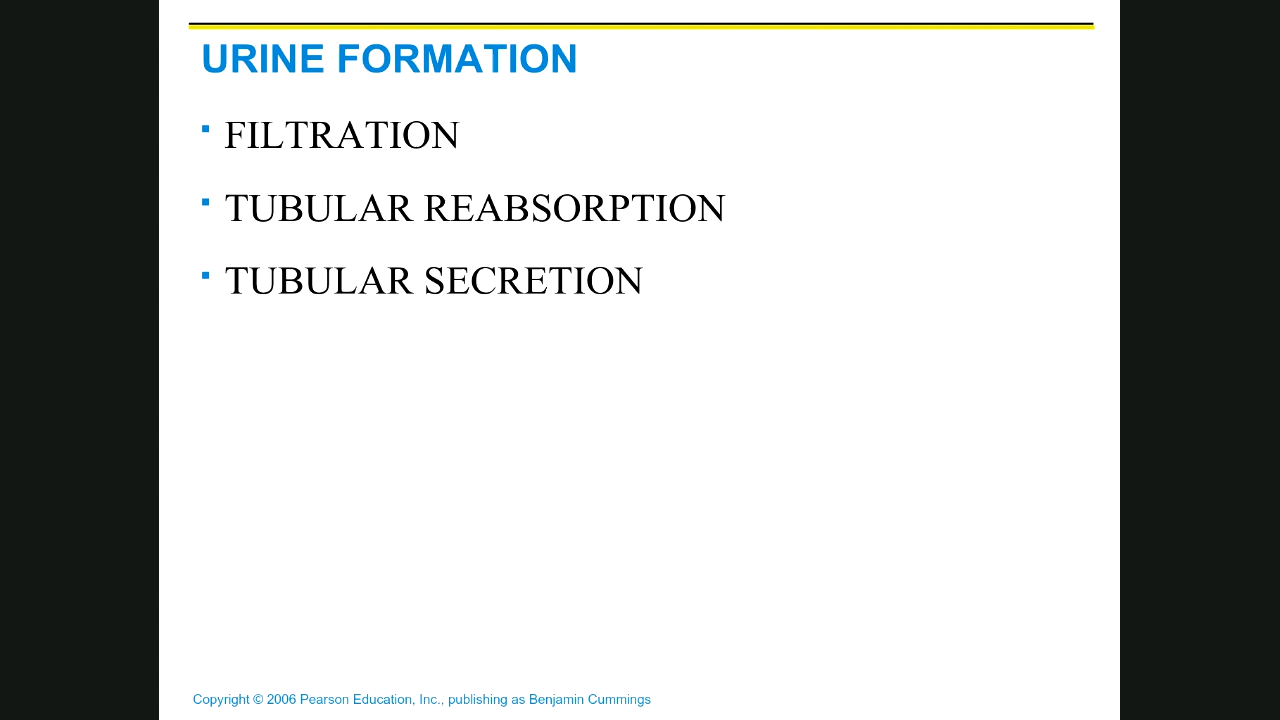 URINE FORMATION
FILTRATION
TUBULAR REABSORPTION
TUBULAR SECRETION
Copyright © 2006 Pearson Education, Inc., publishing as Benjamin Cummings